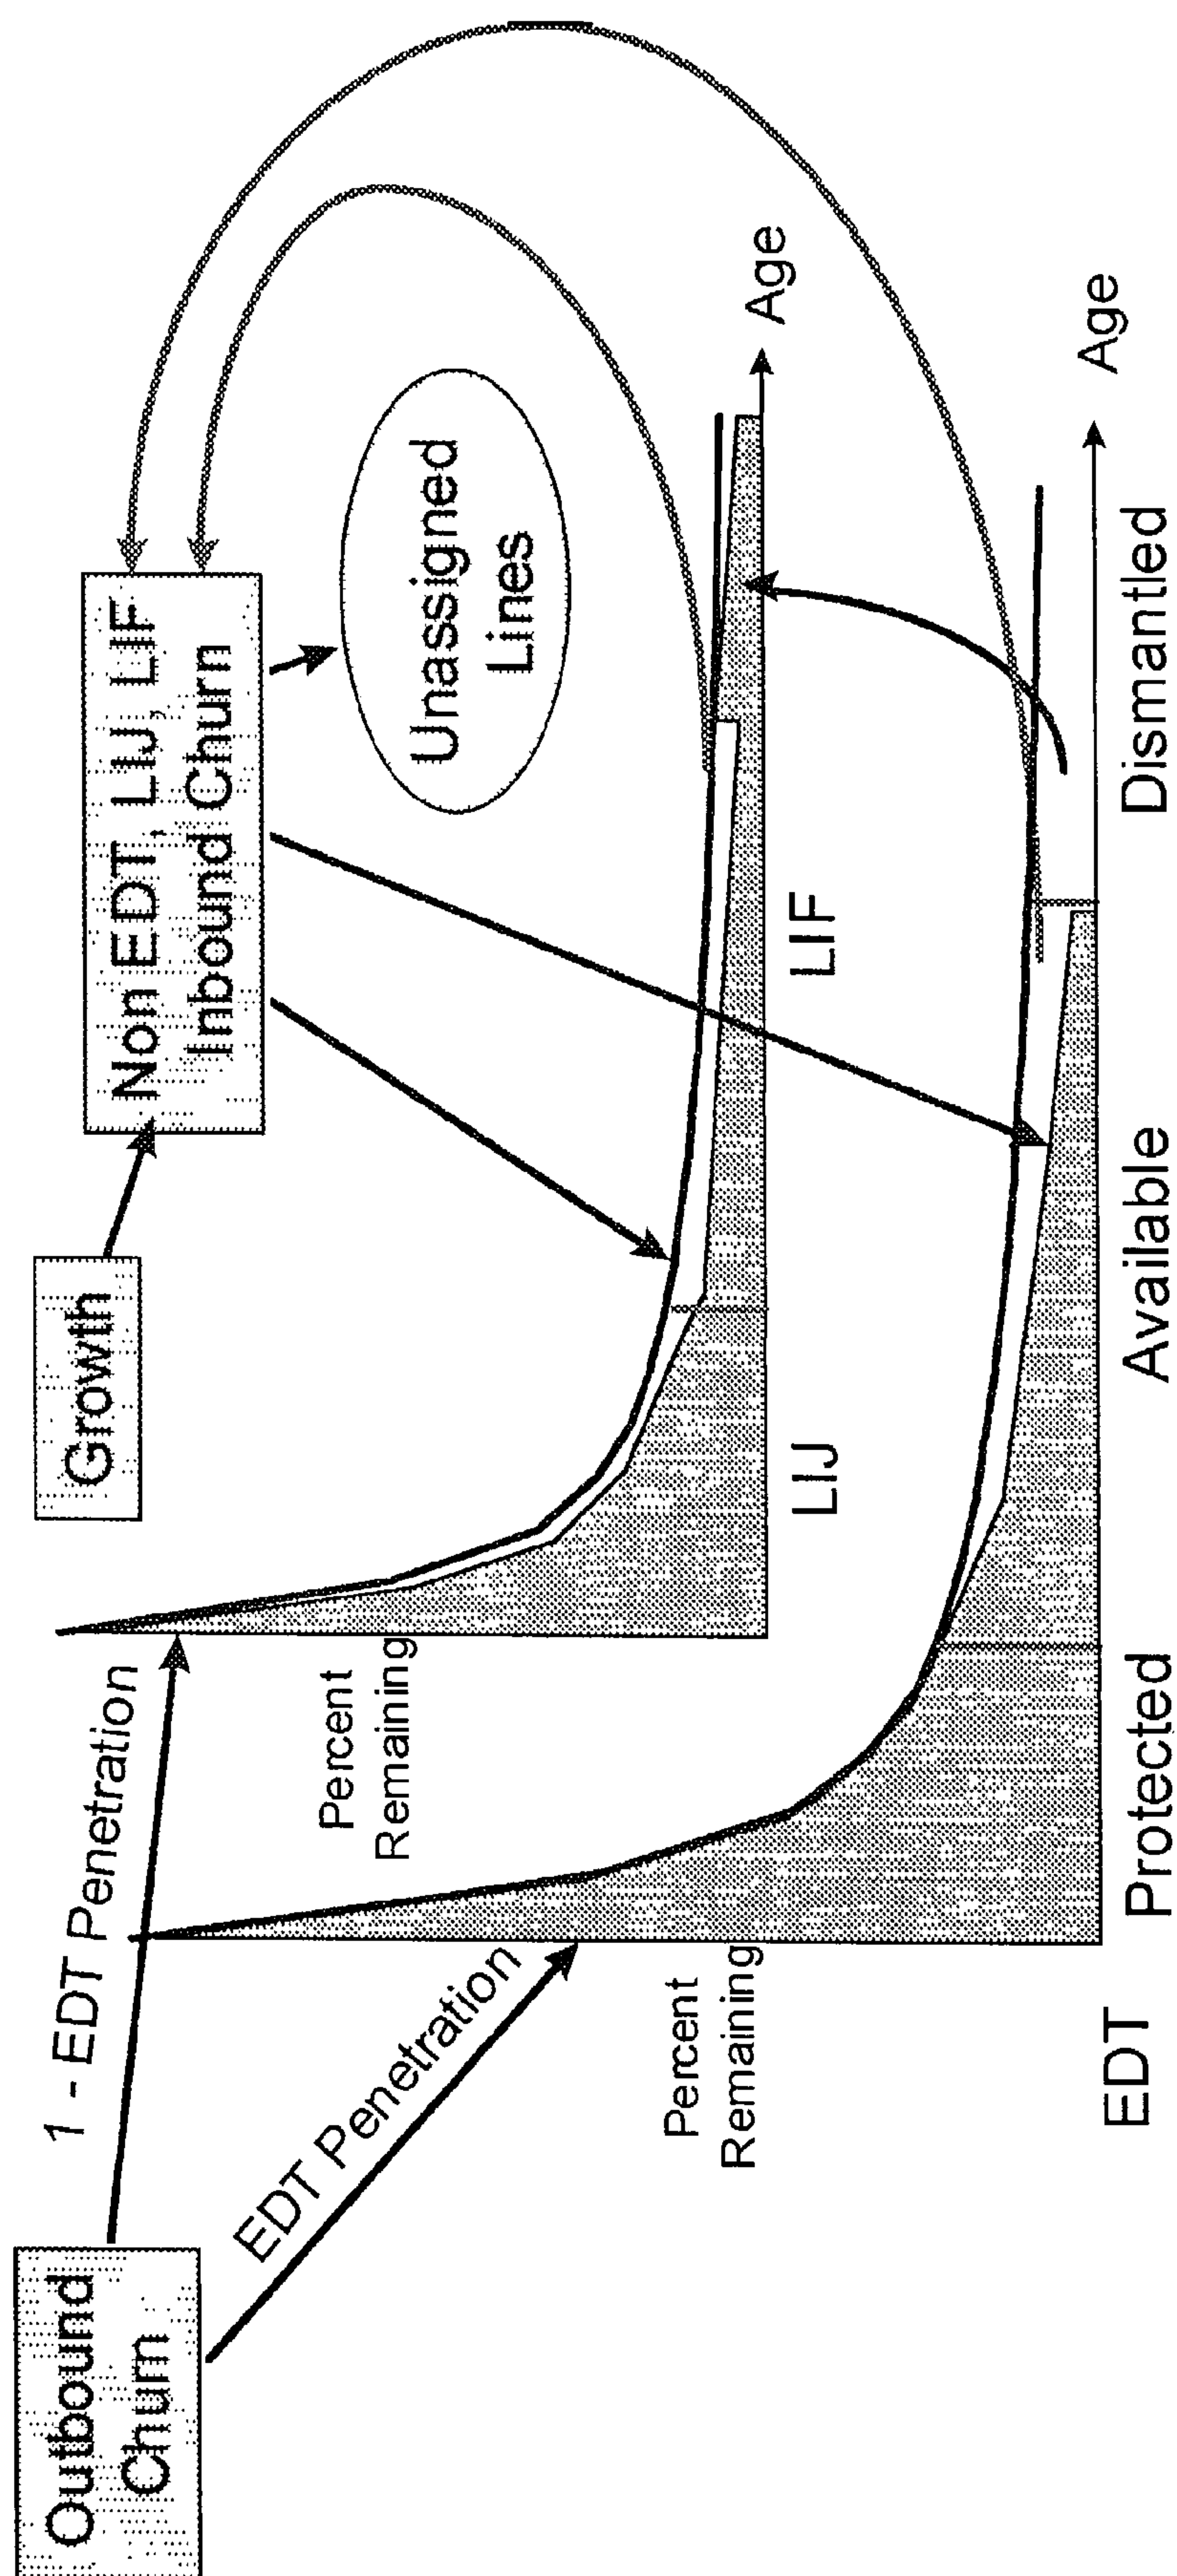 Outbound
Churn
1 - EDT Penetration
EDT Penetration
Growth
Non EDT, LIJ, LIF
Inbound Churn
Unassigned
Lines
Percent
Remaining
LIJ
LIF
Age
Percent
Remaining
Age
EDT
Protected
Available
Dismantled